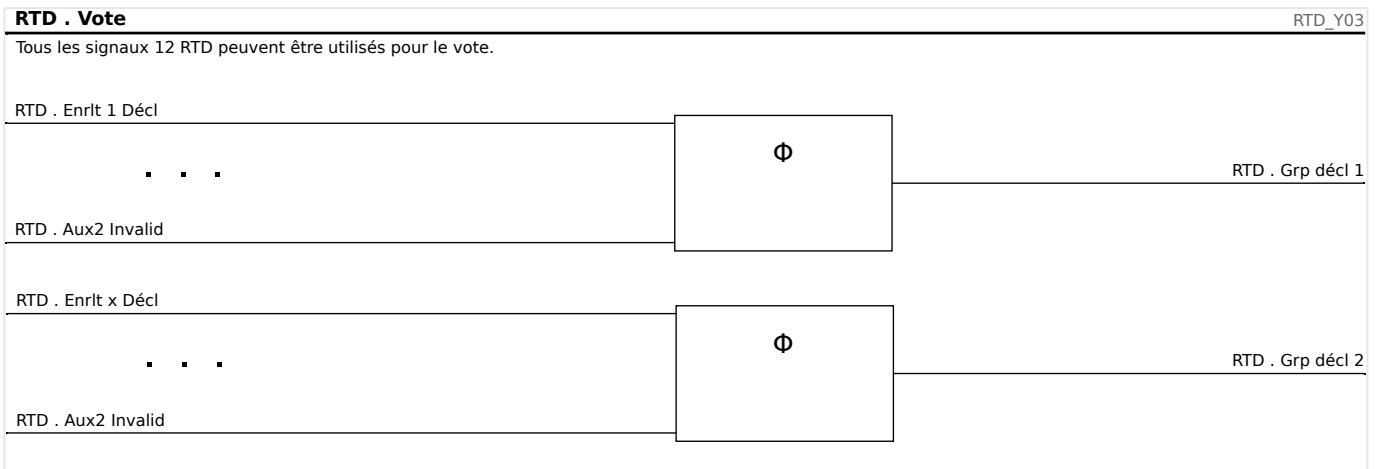 RTD . Vote
RTD_Y03
Tous les signaux 12 RTD peuvent être utilisés pour le vote.
RTD . Enrlt 1 Décl
Φ
RTD . Grp décl 1
. . .
RTD . Aux2 Invalid
RTD . Enrlt x Décl
Φ
RTD . Grp décl 2
. . .
RTD . Aux2 Invalid